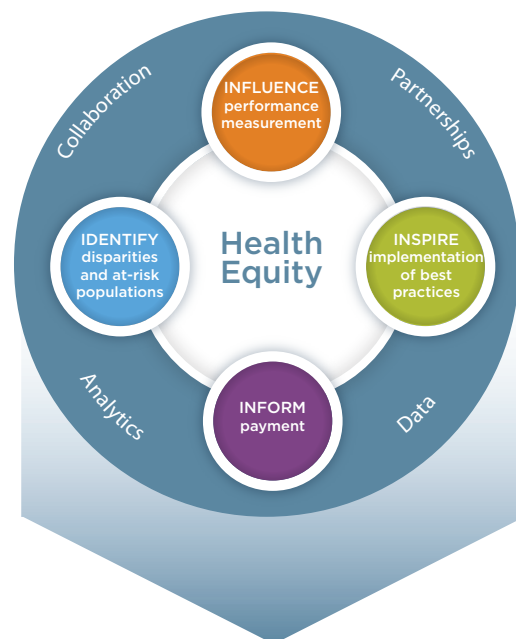 Collaboration
INFLUENCE
performance
measurement
Partnerships
IDENTIFY
disparities
and at-risk
populations
Health
Equity
INSPIRE
implementation
of best
practices
Analytics
INFORM
payment
Data